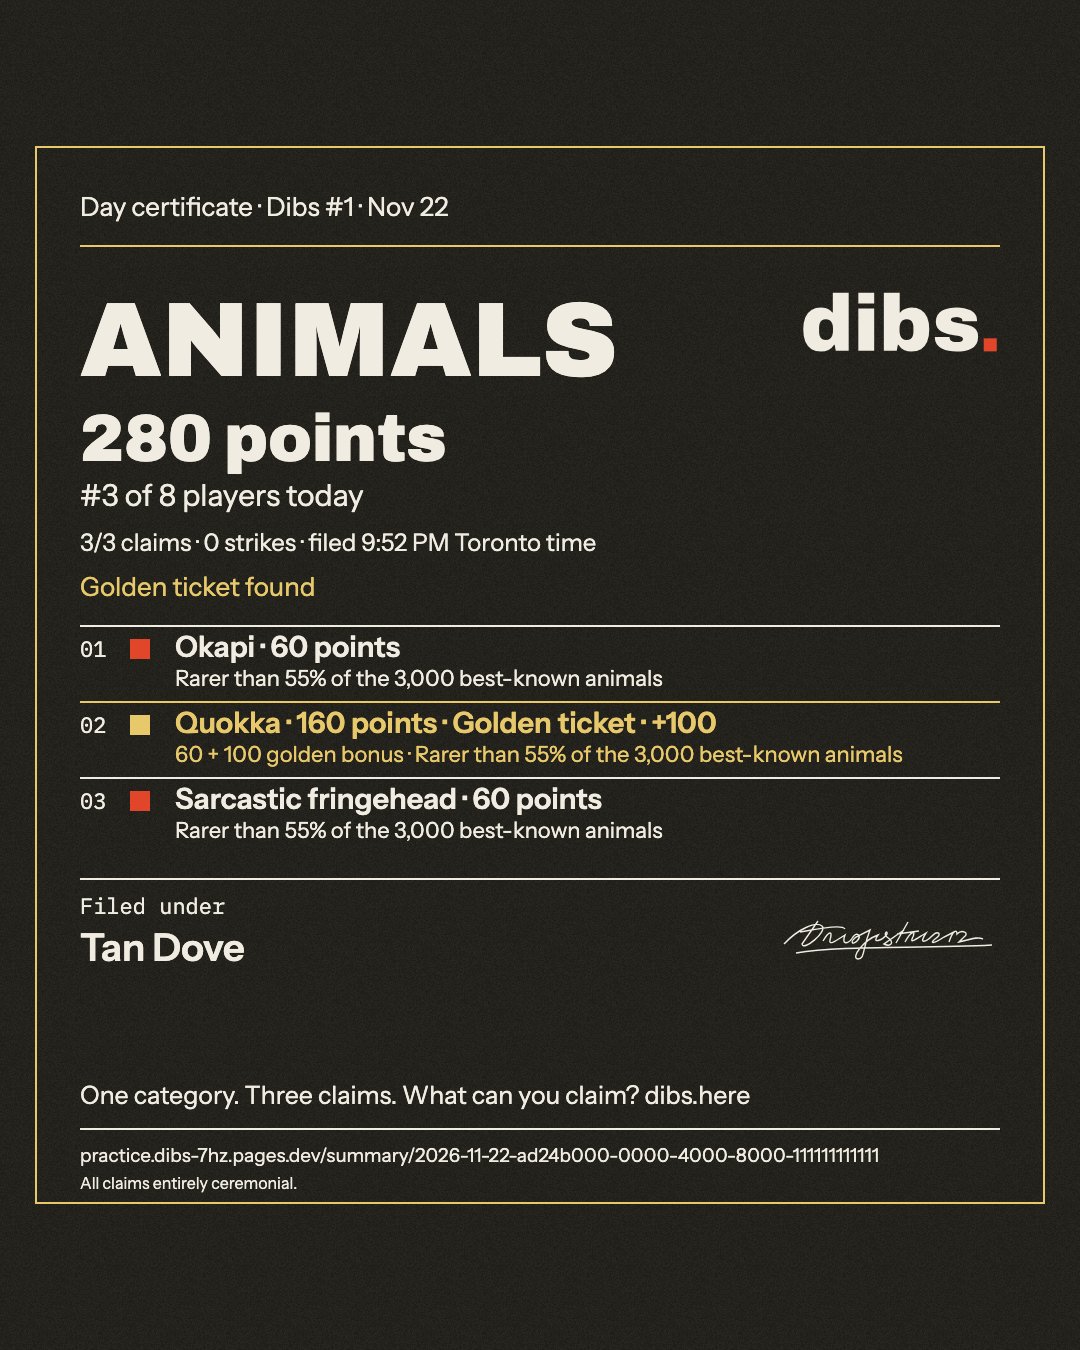 Day certificate · Dibs #1 · Nov 22
ANIMALS
dibs.
280 points
#3 of 8 players today
3/3 claims · 0 strikes · filed 9:52 PM Toronto time
Golden ticket found
01 Okapi · 60 points
Rarer than 55% of the 3,000 best-known animals
02 Quokka · 160 points · Golden ticket · +100
60 + 100 golden bonus · Rarer than 55% of the 3,000 best-known animals
03 Sarcastic fringehead · 60 points
Rarer than 55% of the 3,000 best-known animals
Filed under
Tan Dove
One category. Three claims. What can you claim? dibs.here
practice.dibs-7hz.pages.dev/summary/2026-11-22-ad24b000-0000-4000-8000-111111111111
All claims entirely ceremonial.